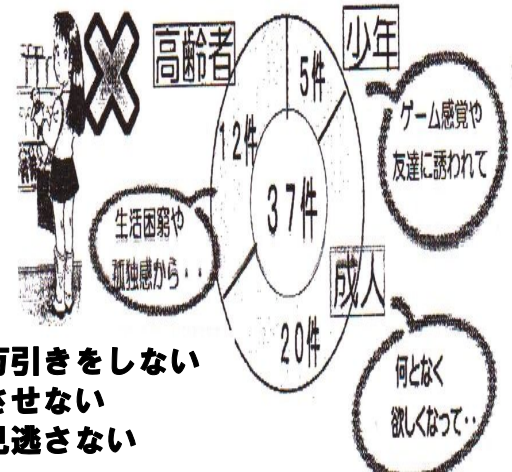 高齢者
少年
5件
12件
37件
ゲーム感覚や
友達に誘われて
生活困窮や
孤独感から・・
成人
20件
何となく
欲しくなって・・
引きをしない
させない
見逃さない